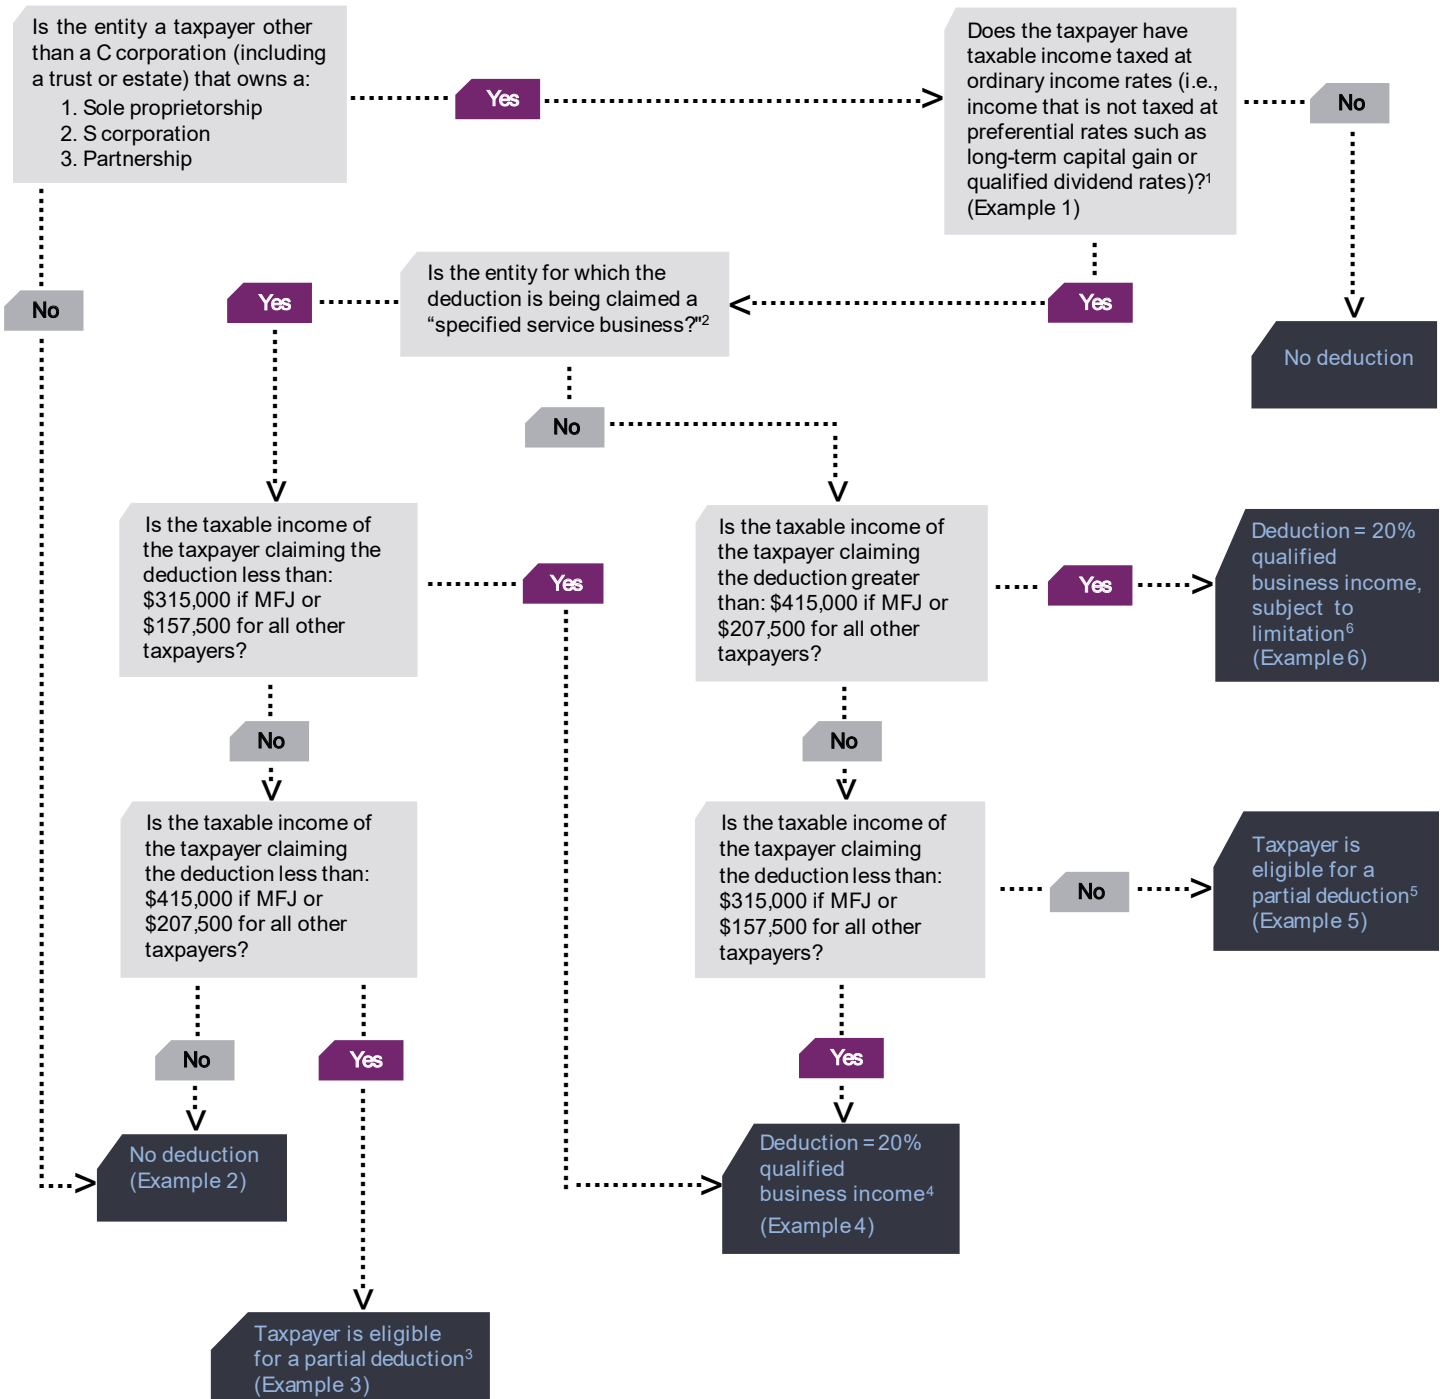 Is the entity a taxpayer other
than a C corporation (including
a trust or estate) that owns a:
1. Sole proprietorship
2. S corporation
3. Partnership
Yes
Does the taxpayer have
taxable income taxed at
ordinary income rates (i.e.,
income that is not taxed at
preferential rates such as
long-term capital gain or
qualified dividend rates)?1
(Example 1)
No
No deduction
Yes
Is the entity for which the
deduction is being claimed a
“specified service business?"2
Yes
No
No
Is the taxable income of
the taxpayer claiming the
deduction less than:
$315,000 if MFJ or
$157,500 for all other
taxpayers?
Yes
Is the taxable income of
the taxpayer claiming
the deduction greater
than: $415,000 if MFJ or
$207,500 for all other
taxpayers?
Yes
Deduction = 20%
qualified
business income,
subject to
limitation6
(Example 6)
No
No
Is the taxable income of
the taxpayer claiming
the deduction less than:
$415,000 if MFJ or
$207,500 for all other
taxpayers?
Is the taxable income of
the taxpayer claiming
the deduction less than:
$315,000 if MFJ or
$157,500 for all other
taxpayers?
No
Taxpayer is
eligible for a
partial deduction5
(Example 5)
No
Yes
Yes
No deduction
(Example 2)
Deduction = 20%
qualified
business income4
(Example 4)
Taxpayer is eligible
for a partial deduction3
(Example 3)